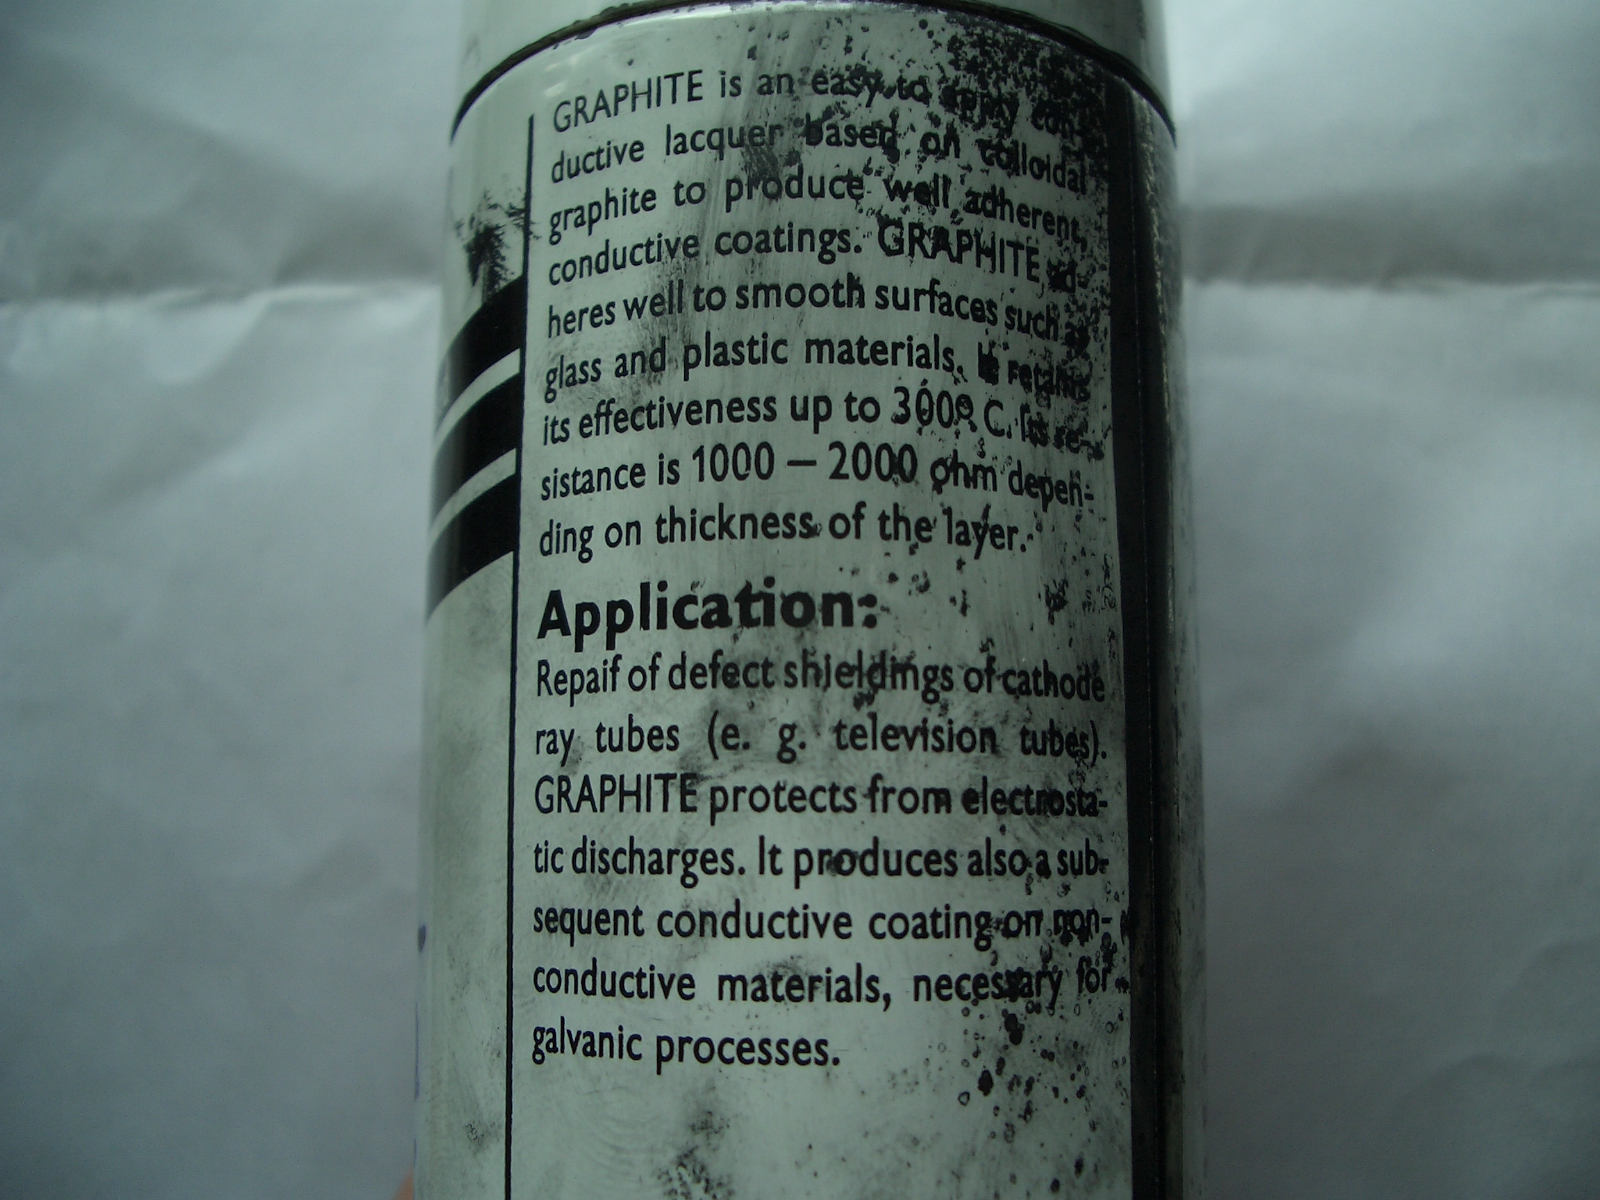 GRAPHITE is an easy to apply con-
ductive lacquer based on colloidal
graphite to produce well adherent,
conductive coatings. GRAPHITE ad-
heres well to smooth surfaces such as
glass and plastic materials. It retains
its effectiveness up to 300° C. Its re-
sistance is 1000 – 2000 ohm depen-
ding on thickness of the layer.
Application:
Repaif of defect shieldings of cathode
ray tubes (e. g. television tubes).
GRAPHITE protects from electrosta-
tic discharges. It produces also a sub-
sequent conductive coating on non-
conductive materials, necessary for
galvanic processes.